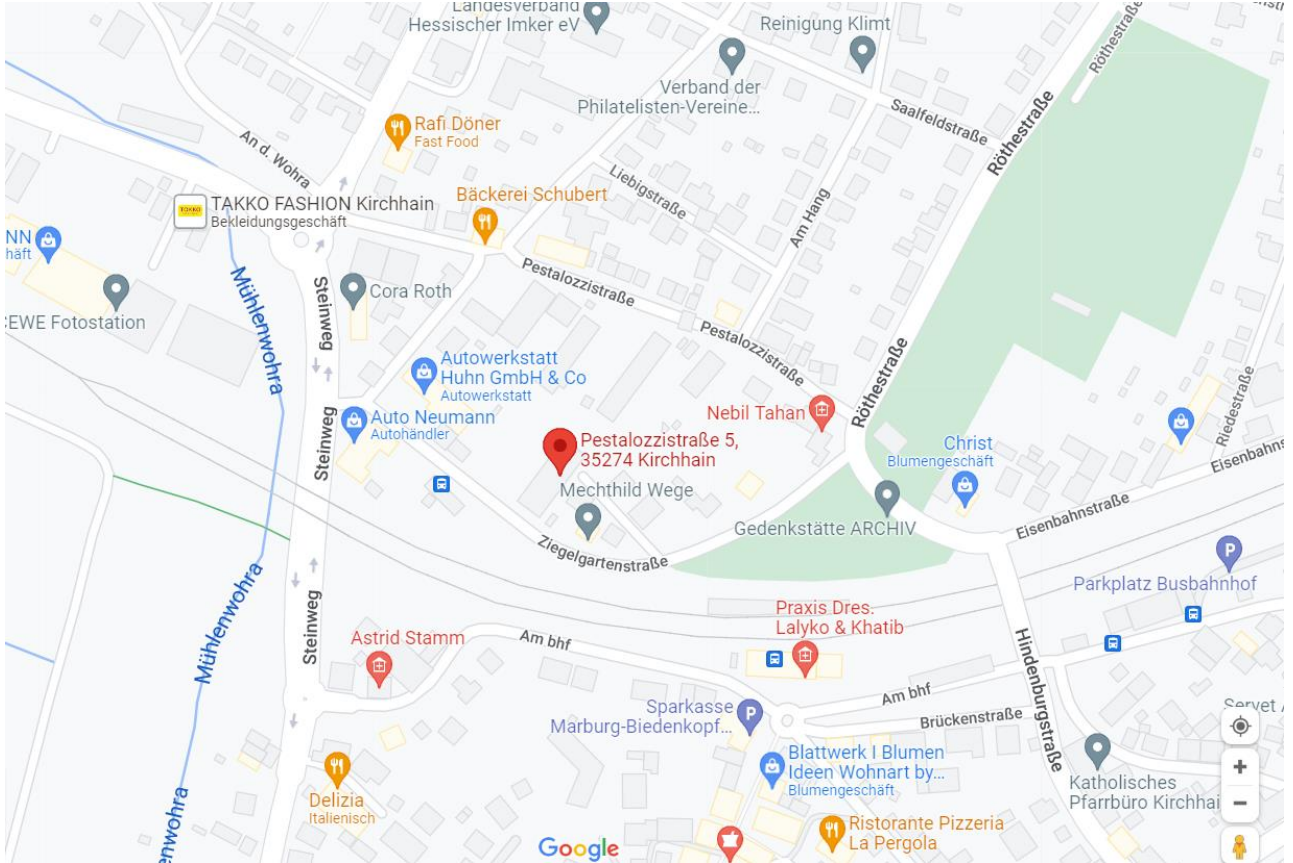 Landesverband
Hessischer Imker eV
Reinigung Klimt
Röthestraße
Verband der
Philatelisten-Vereine...
Saalfeldstraße
Röthestraße
Rafi Döner
Fast Food
An d. Wohra
Liebigstraße
Am Hang
Bäckerei Schubert
TAKKO
TAKKO FASHION Kirchhain
Bekleidungsgeschäft
NN
häft
Mühlenwohra
Steinweg
Cora Roth
Pestalozzistraße
CEWE Fotostation
Pestalozzistraße
Röthestraße
Autowerkstatt
Huhn GmbH & Co
Autowerkstatt
Auto Neumann
Autohändler
Nebil Tahan
Riedestraße
Steinweg
Pestalozzistraße 5,
35274 Kirchhain
Christ
Blumengeschäft
Eisenbahns
Mechthild Wege
Gedenkstätte ARCHIV
Eisenbahnstraße
Ziegelgartenstraße
P
Parkplatz Busbahnhof
Mühlenwohra
Steinweg
Praxis Dres.
Lalyko & Khatib
Astrid Stamm
Am bhf
Hindenburgstraße
Am bhf
Sparkasse
Marburg-Biedenkopf...
P
Brückenstraße
Servet
Blattwerk I Blumen
Ideen Wohnart by...
Blumengeschäft
Katholisches
Pfarrbüro Kirchhai
Delizia
Italienisch
Ristorante Pizzeria
La Pergola
Google
enwohra